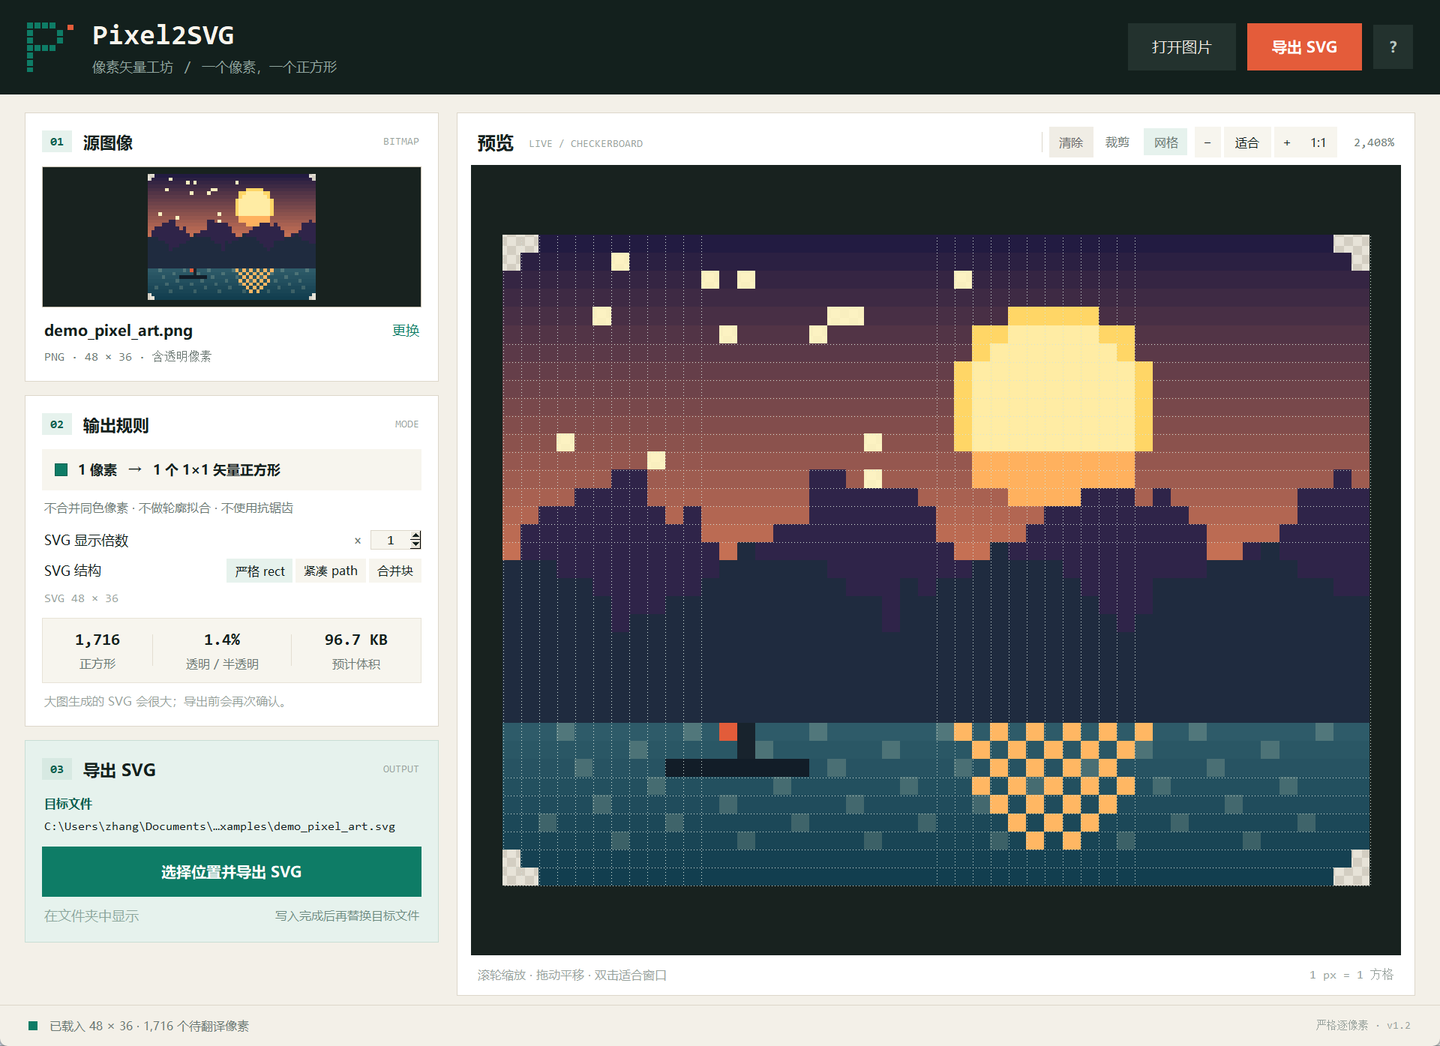 Pixel2SVG
像素矢量工坊 / 一个像素，一个正方形
打开图片
导出 SVG
?
01 源图像 BITMAP
demo_pixel_art.png 更换
PNG · 48 × 36 · 含透明像素
02 输出规则 MODE
1 像素 → 1 个 1×1 矢量正方形
不合并同色像素 · 不做轮廓拟合 · 不使用抗锯齿
SVG 显示倍数 x 1
SVG 结构 严格 rect 紧凑 path 合并块
SVG 48 × 36
1,716 1.4% 96.7 KB
正方形 透明 / 半透明 预计体积
大图生成的 SVG 会很大；导出前会再次确认。
03 导出 SVG OUTPUT
目标文件
C:\Users\zhang\Documents\…xamples\demo_pixel_art.svg
选择位置并导出 SVG
在文件夹中显示 写入完成后再替换目标文件
预览 LIVE / CHECKERBOARD 清除 裁剪 网格 − 适合 + 1:1 2,408%
滚轮缩放 · 拖动平移 · 双击适合窗口 1 px = 1 方格
已载入 48 × 36 · 1,716 个待翻译像素 严格逐像素 · v1.2